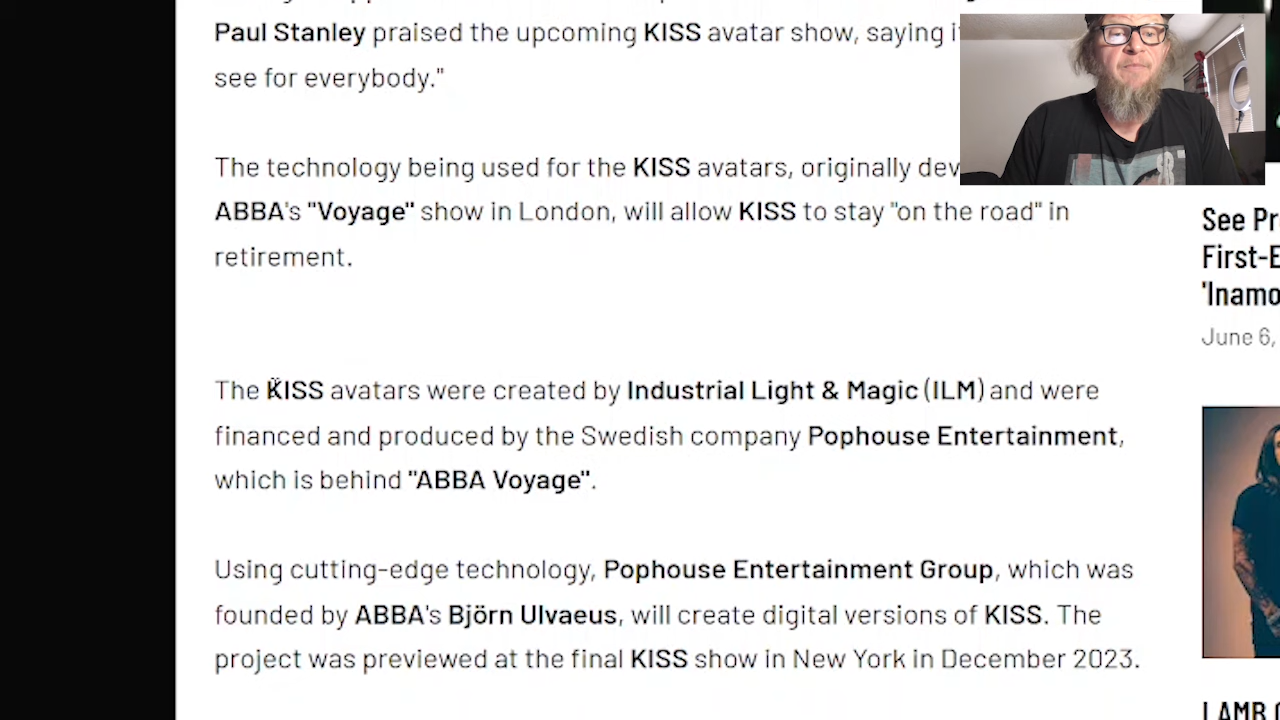 Paul Stanley praised the upcoming KISS avatar show, saying
see for everybody."
The technology being used for the KISS avatars, originally
ABBA's "Voyage" show in London, will allow KISS to stay "on the road" in
retirement.
The KISS avatars were created by Industrial Light & Magic (ILM) and were
financed and produced by the Swedish company Pophouse Entertainment,
which is behind "ABBA Voyage".
Using cutting-edge technology, Pophouse Entertainment Group, which was
founded by ABBA's Björn Ulvaeus, will create digital versions of KISS. The
project was previewed at the final KISS show in New York in December 2023.
See
June 6,
LAMB